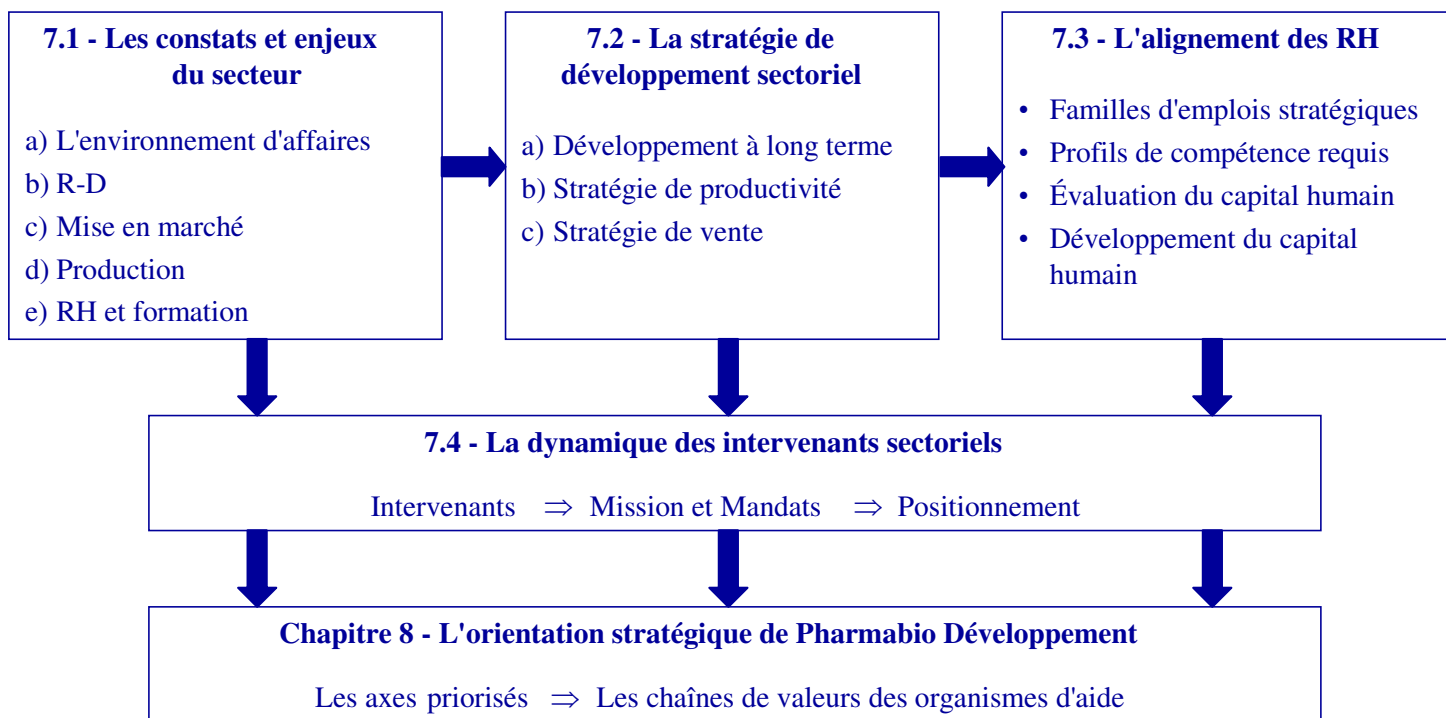 7.1 - Les constats et enjeux
du secteur
a) L'environnement d'affaires
b) R-D
c) Mise en marché
d) Production
e) RH et formation
7.2 - La stratégie de
développement sectoriel
a) Développement à long terme
b) Stratégie de productivité
c) Stratégie de vente
7.3 - L'alignement des RH
• Familles d'emplois stratégiques
• Profils de compétence requis
• Évaluation du capital humain
• Développement du capital
humain
7.4 - La dynamique des intervenants sectoriels
Intervenants ⇒ Mission et Mandats ⇒ Positionnement
Chapitre 8 - L'orientation stratégique de Pharmabio Développement
Les axes priorisés ⇒ Les chaînes de valeurs des organismes d'aide